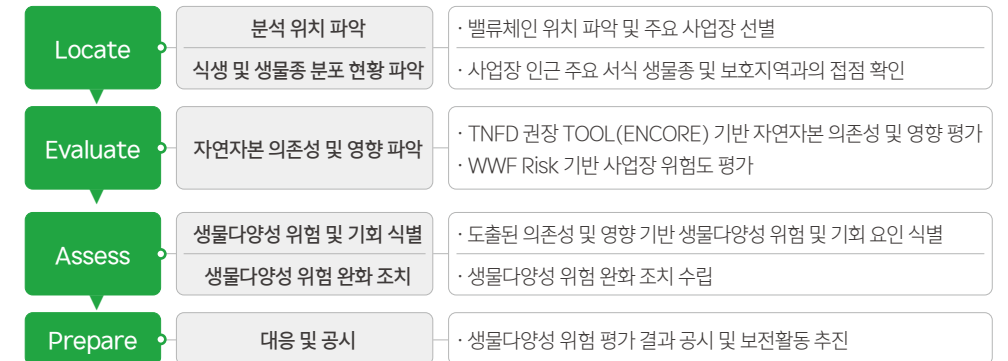 Locate
분석 위치 파악
· 밸류체인 위치 파악 및 주요 사업장 선별
식생 및 생물종 분포 현황 파악
· 사업장 인근 주요 서식 생물종 및 보호지역과의 접점 확인
Evaluate
자연자본 의존성 및 영향 파악
· TNFD 권장 TOOL(ENCORE) 기반 자연자본 의존성 및 영향 평가
· WWF Risk 기반 사업장 위험도 평가
Assess
생물다양성 위험 및 기회 식별
· 도출된 의존성 및 영향 기반 생물다양성 위험 및 기회 요인 식별
생물다양성 위험 완화 조치
· 생물다양성 위험 완화 조치 수립
Prepare
대응 및 공시
· 생물다양성 위험 평가 결과 공시 및 보전활동 추진